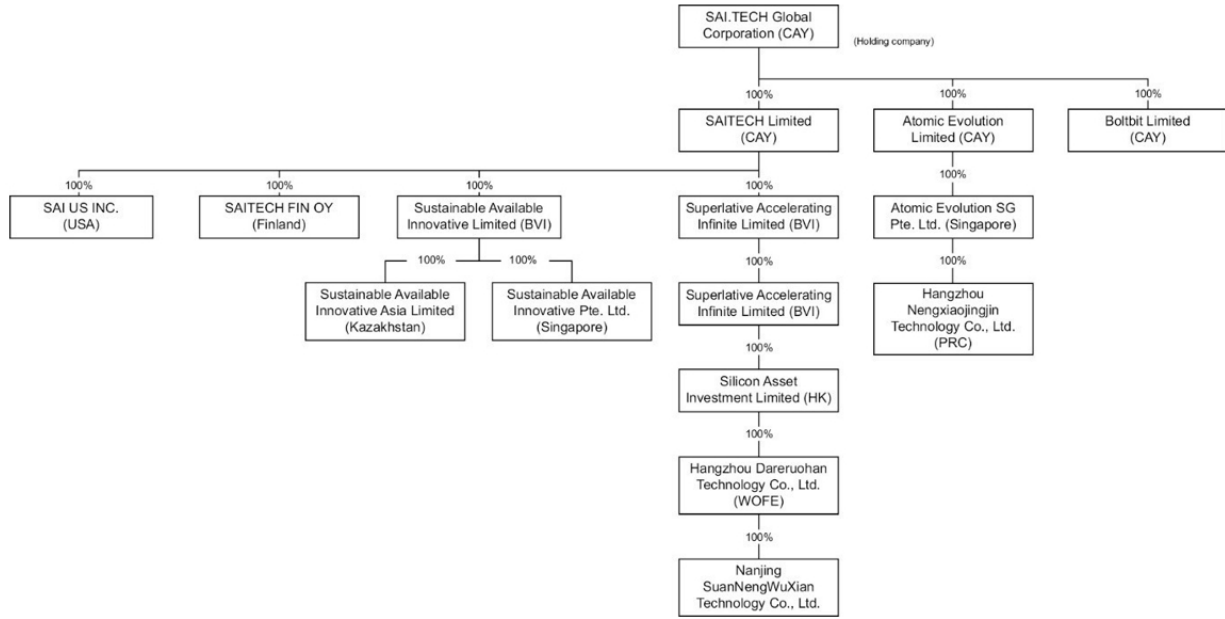 SAI.TECH Global
Corporation (CAY)
(Holding company)
100%
100%
100%
SAITECH Limited
(CAY)
Atomic Evolution
Limited (CAY)
Boltbit Limited
(CAY)
100%
100%
100%
100%
100%
SAI US INC.
(USA)
SAITECH FIN OY
(Finland)
Sustainable Available
Innovative Limited (BVI)
Superlative Accelerating
Infinite Limited (BVI)
Atomic Evolution SG
Pte. Ltd. (Singapore)
100%
100%
100%
100%
Sustainable Available
Innovative Asia Limited
(Kazakhstan)
Sustainable Available
Innovative Pte. Ltd.
(Singapore)
Superlative Accelerating
Infinite Limited (BVI)
Hangzhou
Nengxiaojingjin
Technology Co., Ltd.
(PRC)
100%
Silicon Asset
Investment Limited (HK)
100%
Hangzhou Dareruohan
Technology Co., Ltd.
(WOFE)
100%
Nanjing
SuanNengWuXian
Technology Co., Ltd.